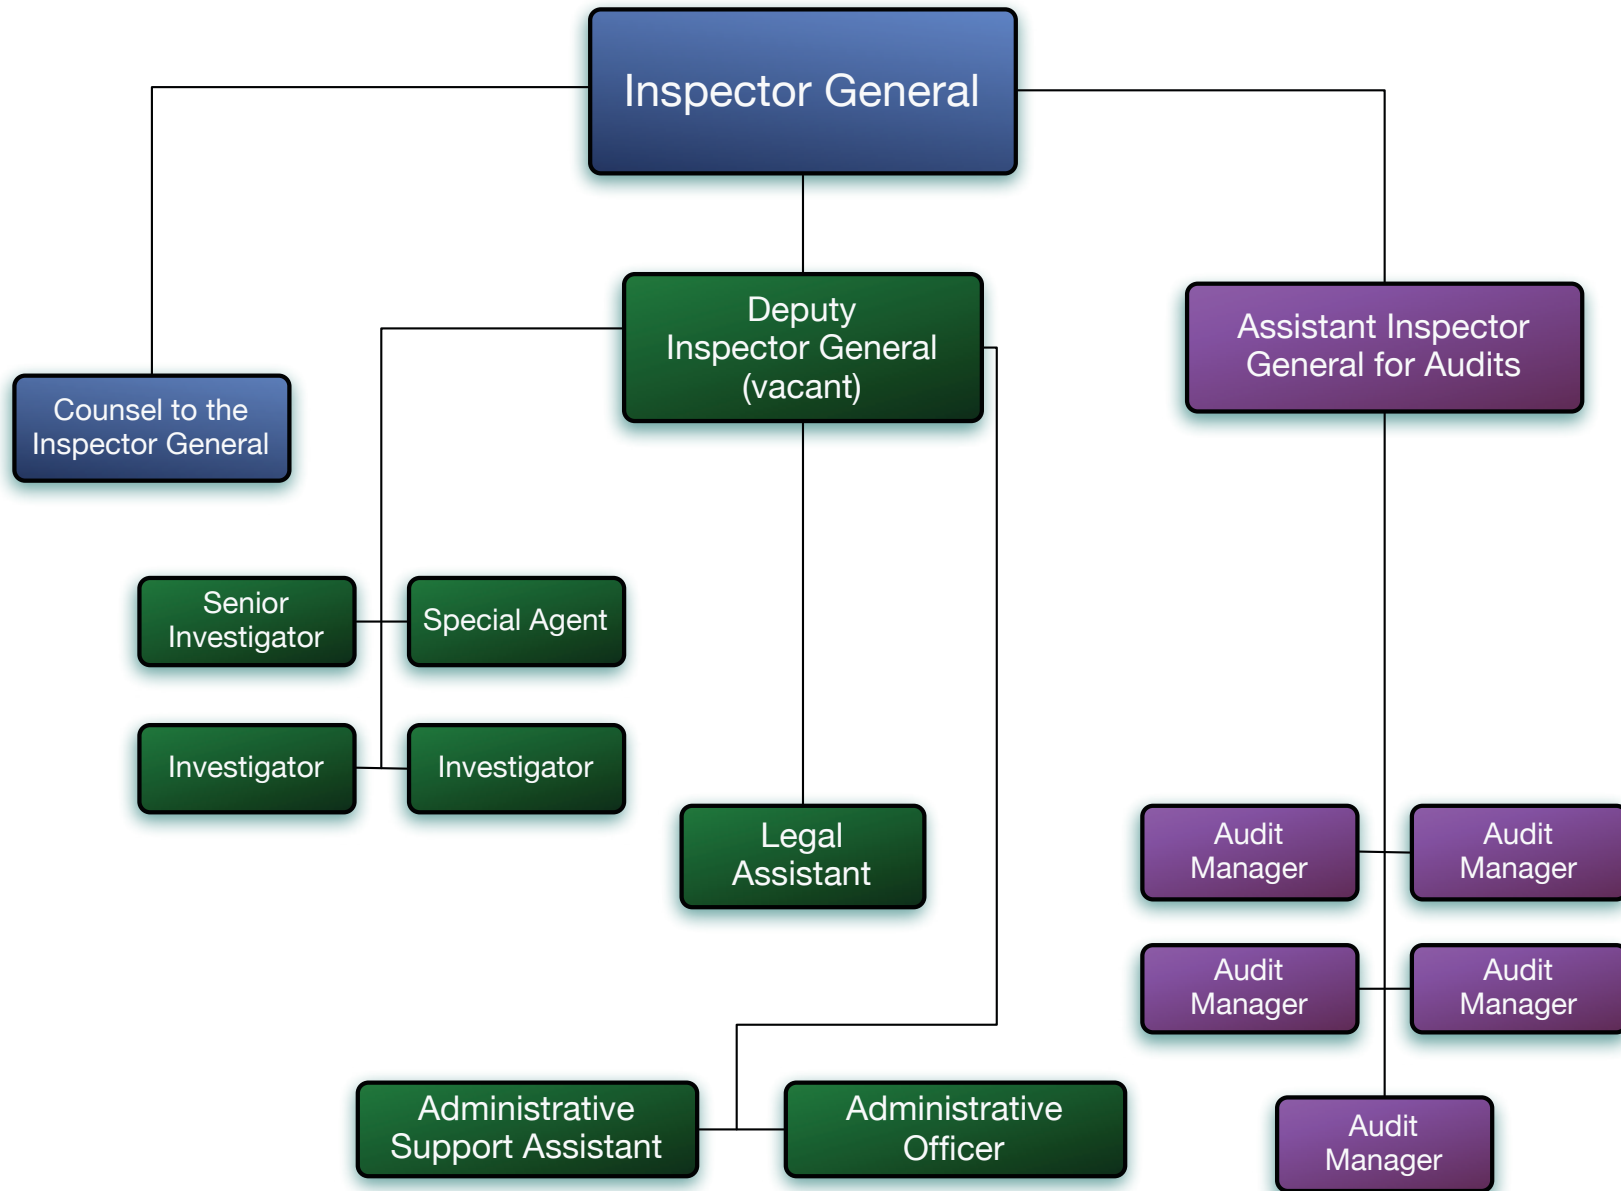 Inspector General
Deputy
Inspector General
(vacant)
Assistant Inspector
General for Audits
Counsel to the
Inspector General
Senior
Investigator
Special Agent
Investigator
Investigator
Legal
Assistant
Audit
Manager
Audit
Manager
Audit
Manager
Audit
Manager
Administrative
Support Assistant
Administrative
Officer
Audit
Manager